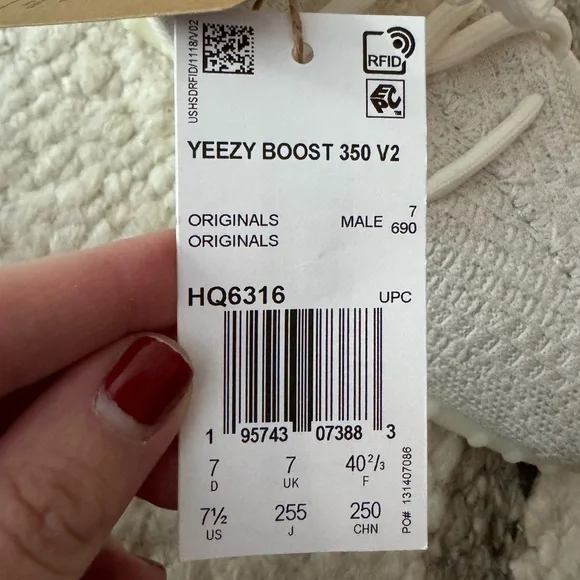 USHSDRFID/1118/V02
RFID
EPC™
YEEZY BOOST 350 V2
ORIGINALS MALE 7
ORIGINALS 690
HQ6316 UPC
1 95743 07388 3
7 7 40²/₃
D UK F
7½ 255 250
US J CHN
PO# 131407086